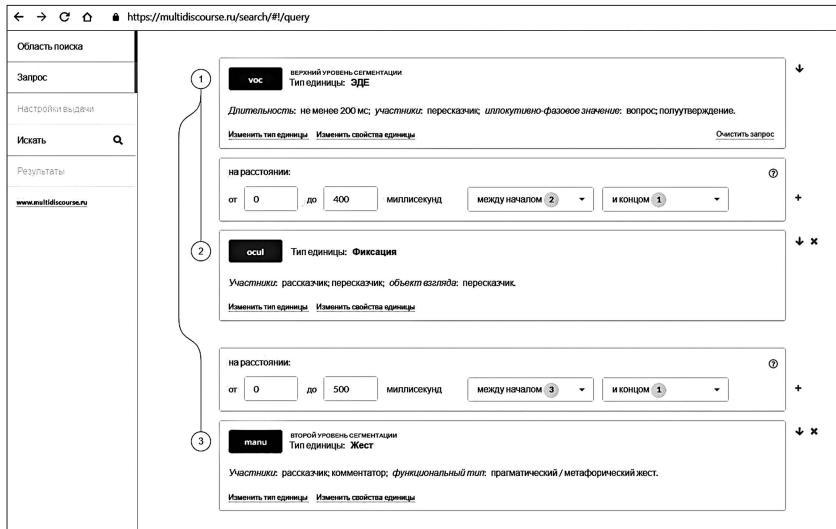 https://multidiscourse.ru/search/#!/query
Область поиска
Запрос
Настройки выдачи
Искать
Результаты
www.multidiscourse.ru
1
voc
ВЕРХНИЙ УРОВЕНЬ СЕГМЕНТАЦИИ
Тип единицы: ЭДЕ
Длительность: не менее 200 мс; участники: пересказчик; иллокутивно-фазовое значение: вопрос; полуутверждение.
Изменить тип единицы Изменить свойства единицы Очистить запрос
на расстоянии: ?
от 0 до 400 миллисекунд между началом 2 и концом 1 +
2
ocul Тип единицы: Фиксация
Участники: рассказчик; пересказчик; объект взгляда: пересказчик.
Изменить тип единицы Изменить свойства единицы
на расстоянии: ?
от 0 до 500 миллисекунд между началом 3 и концом 1 +
3
manu
ВТОРОЙ УРОВЕНЬ СЕГМЕНТАЦИИ
Тип единицы: Жест
Участники: рассказчик; комментатор; функциональный тип: прагматический / метафорический жест.
Изменить тип единицы Изменить свойства единицы